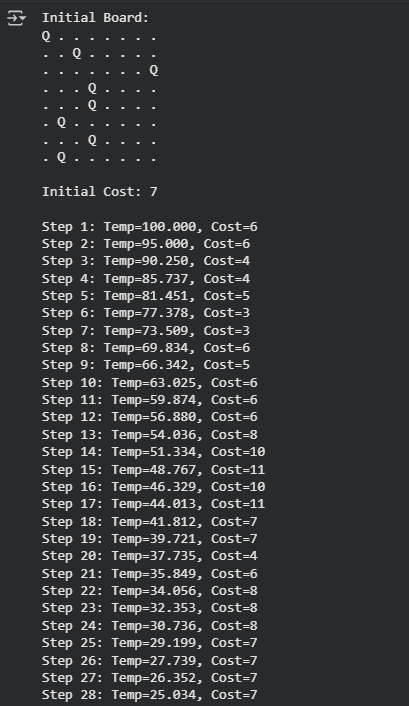 Initial Board:
Q . . . . . . .
. . Q . . . . .
. . . . . . . Q
. . . Q . . . .
. . . Q . . . .
. Q . . . . . .
. . . Q . . . .
. Q . . . . . .
Initial Cost: 7
Step 1: Temp=100.000, Cost=6
Step 2: Temp=95.000, Cost=6
Step 3: Temp=90.250, Cost=4
Step 4: Temp=85.737, Cost=4
Step 5: Temp=81.451, Cost=5
Step 6: Temp=77.378, Cost=3
Step 7: Temp=73.509, Cost=3
Step 8: Temp=69.834, Cost=6
Step 9: Temp=66.342, Cost=5
Step 10: Temp=63.025, Cost=6
Step 11: Temp=59.874, Cost=6
Step 12: Temp=56.880, Cost=6
Step 13: Temp=54.036, Cost=8
Step 14: Temp=51.334, Cost=10
Step 15: Temp=48.767, Cost=11
Step 16: Temp=46.329, Cost=10
Step 17: Temp=44.013, Cost=11
Step 18: Temp=41.812, Cost=7
Step 19: Temp=39.721, Cost=7
Step 20: Temp=37.735, Cost=4
Step 21: Temp=35.849, Cost=6
Step 22: Temp=34.056, Cost=8
Step 23: Temp=32.353, Cost=8
Step 24: Temp=30.736, Cost=8
Step 25: Temp=29.199, Cost=7
Step 26: Temp=27.739, Cost=7
Step 27: Temp=26.352, Cost=7
Step 28: Temp=25.034, Cost=7